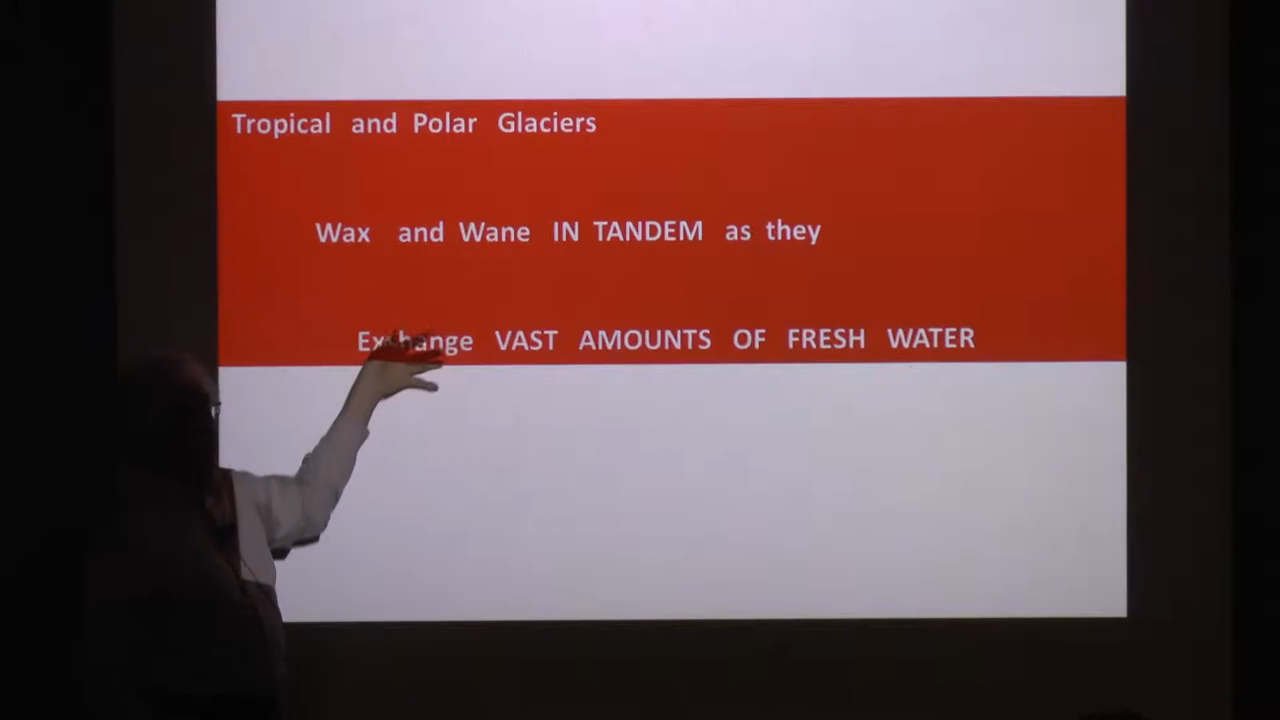 Tropical and Polar Glaciers
Wax and Wane IN TANDEM as they
Exchange VAST AMOUNTS OF FRESH WATER